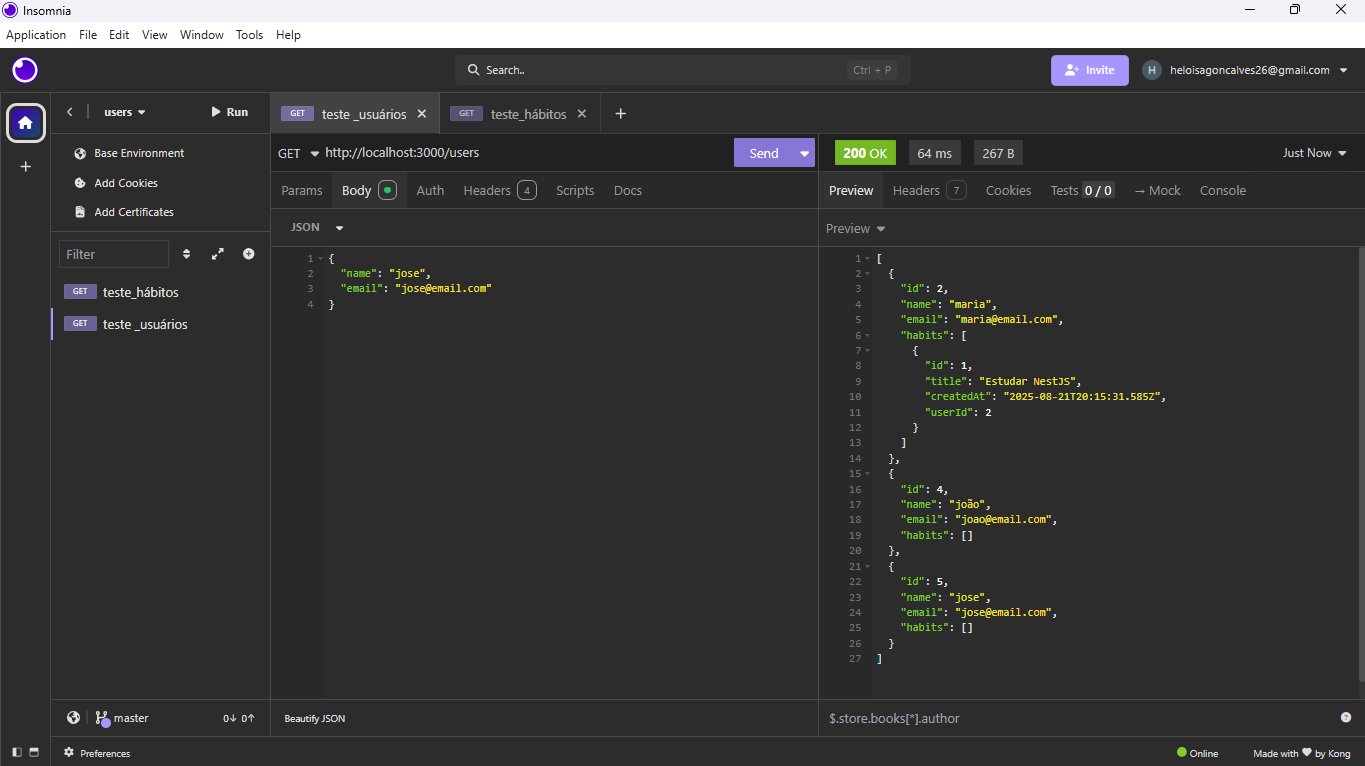 Insomnia
Application File Edit View Window Tools Help
Search.. Ctrl + P Invite H heloisagoncalves26@gmail.com
users Run GET teste _usuários GET teste_hábitos
Base Environment
Add Cookies
Add Certificates
Filter
GET teste_hábitos
GET teste _usuários
GET http://localhost:3000/users Send 200 OK 64 ms 267 B Just Now
Params Body Auth Headers 4 Scripts Docs
JSON
1 {
2 "name": "jose",
3 "email": "jose@email.com"
4 }
Preview Headers 7 Cookies Tests 0 / 0 → Mock Console
Preview
1 [
2 {
3 "id": 2,
4 "name": "maria",
5 "email": "maria@email.com",
6 "habits": [
7 {
8 "id": 1,
9 "title": "Estudar NestJS",
10 "createdAt": "2025-08-21T20:15:31.585Z",
11 "userId": 2
12 }
13 ]
14 },
15 {
16 "id": 4,
17 "name": "joão",
18 "email": "joao@email.com",
19 "habits": []
20 },
21 {
22 "id": 5,
23 "name": "jose",
24 "email": "jose@email.com",
25 "habits": []
26 }
27 ]
master 0↓ 0↑ Beautify JSON $.store.books[*].author
Preferences Online Made with ♥ by Kong